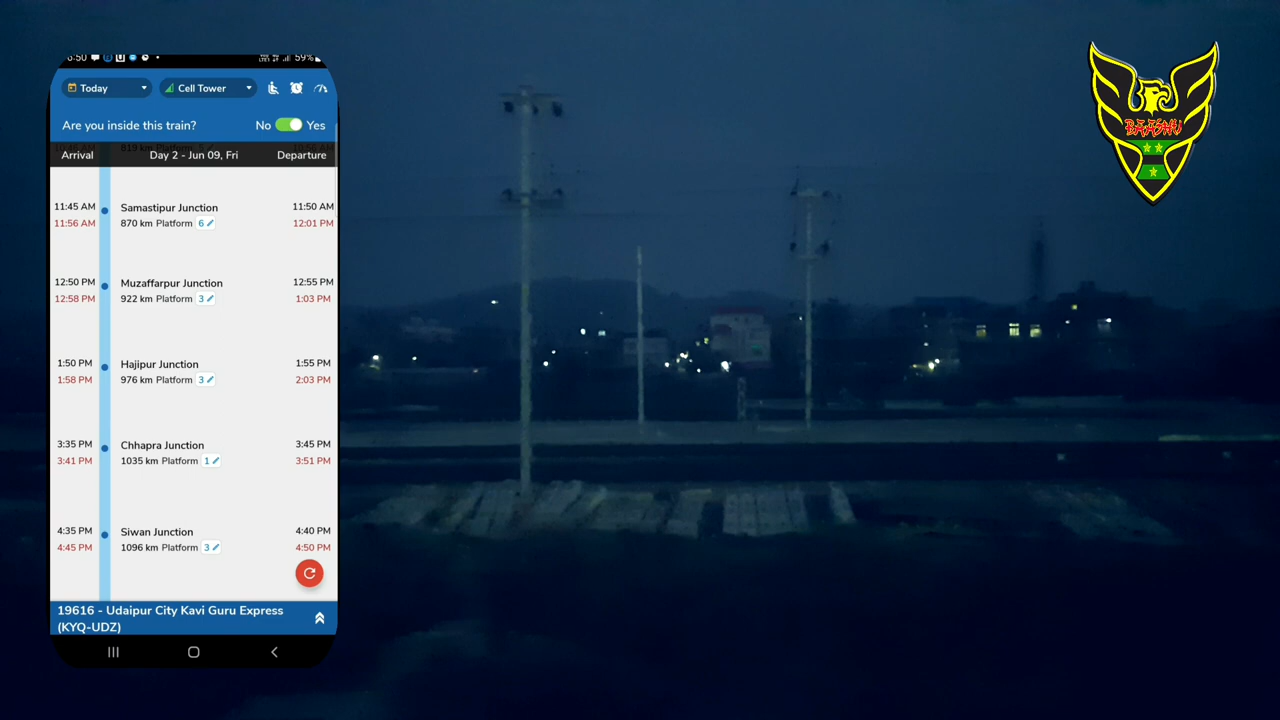 6:50 59%
Today Cell Tower
Are you inside this train? No Yes
Arrival Day 2 - Jun 09, Fri Departure
11:45 AM Samastipur Junction 11:50 AM
11:56 AM 870 km Platform 6 12:01 PM
12:50 PM Muzaffarpur Junction 12:55 PM
12:58 PM 922 km Platform 3 1:03 PM
1:50 PM Hajipur Junction 1:55 PM
1:58 PM 976 km Platform 3 2:03 PM
3:35 PM Chhapra Junction 3:45 PM
3:41 PM 1035 km Platform 1 3:51 PM
4:35 PM Siwan Junction 4:40 PM
4:45 PM 1096 km Platform 3 4:50 PM
19616 - Udaipur City Kavi Guru Express
(KYQ-UDZ)
BAASHU